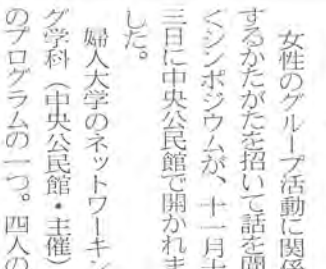 女性のグループ活動に関係
するかたがたを招いて話を聞
くシンポジウムが、十一月十
三日に中央公民館で開かれま
した。
婦人大学のネットワーキン
グ学科（中央公民館・主催）
のプログラムの一つ。四人の